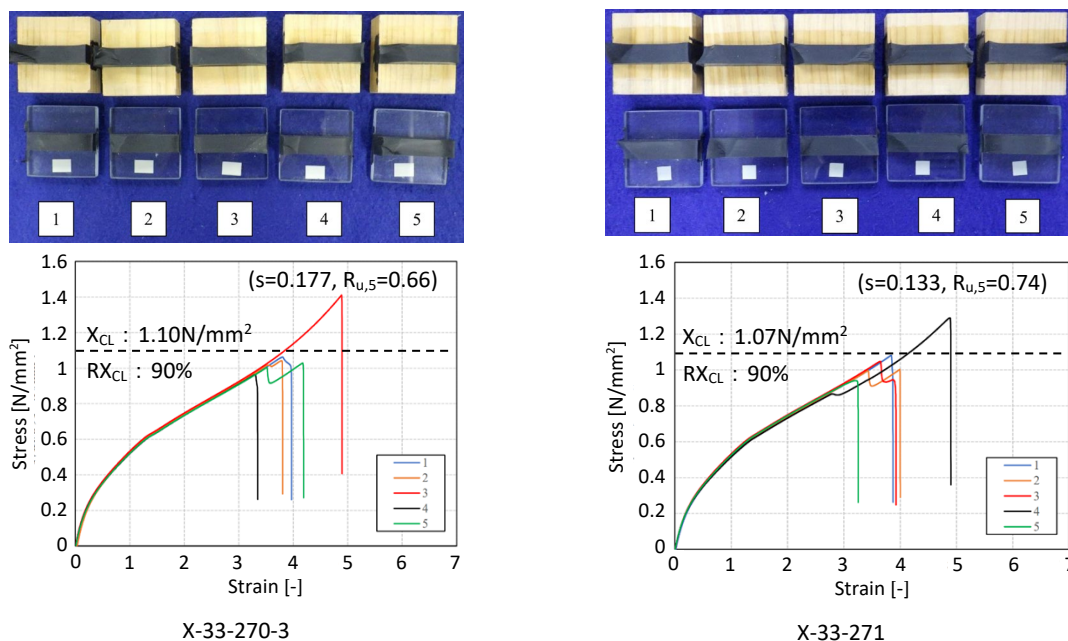 1 2 3 4 5
1.6
1.4
1.2
1
0.8
0.6
0.4
0.2
0
Stress [N/mm²]
(s=0.177, Rᵤ,₅=0.66)
X_CL : 1.10N/mm²
RX_CL : 90%
1
2
3
4
5
0 1 2 3 4 5 6 7
Strain [-]
X-33-270-3
1 2 3 4 5
1.6
1.4
1.2
1
0.8
0.6
0.4
0.2
0
Stress [N/mm²]
(s=0.133, Rᵤ,₅=0.74)
X_CL : 1.07N/mm²
RX_CL : 90%
1
2
3
4
5
0 1 2 3 4 5 6 7
Strain [-]
X-33-271